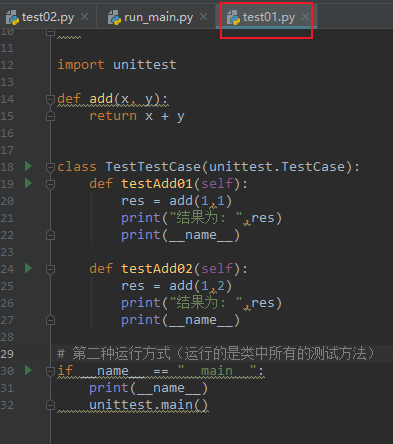 test02.py × run_main.py × test01.py ×
10
11
12 import unittest
13
14 def add(x, y):
15 return x + y
16
17
18 class TestTestCase(unittest.TestCase):
19 def testAdd01(self):
20 res = add(1,1)
21 print("结果为: ",res)
22 print(__name__)
23
24 def testAdd02(self):
25 res = add(1,2)
26 print("结果为: ",res)
27 print(__name__)
28
29 # 第二种运行方式（运行的是类中所有的测试方法）
30 if __name__ == "__main__":
31 print(__name__)
32 unittest.main()